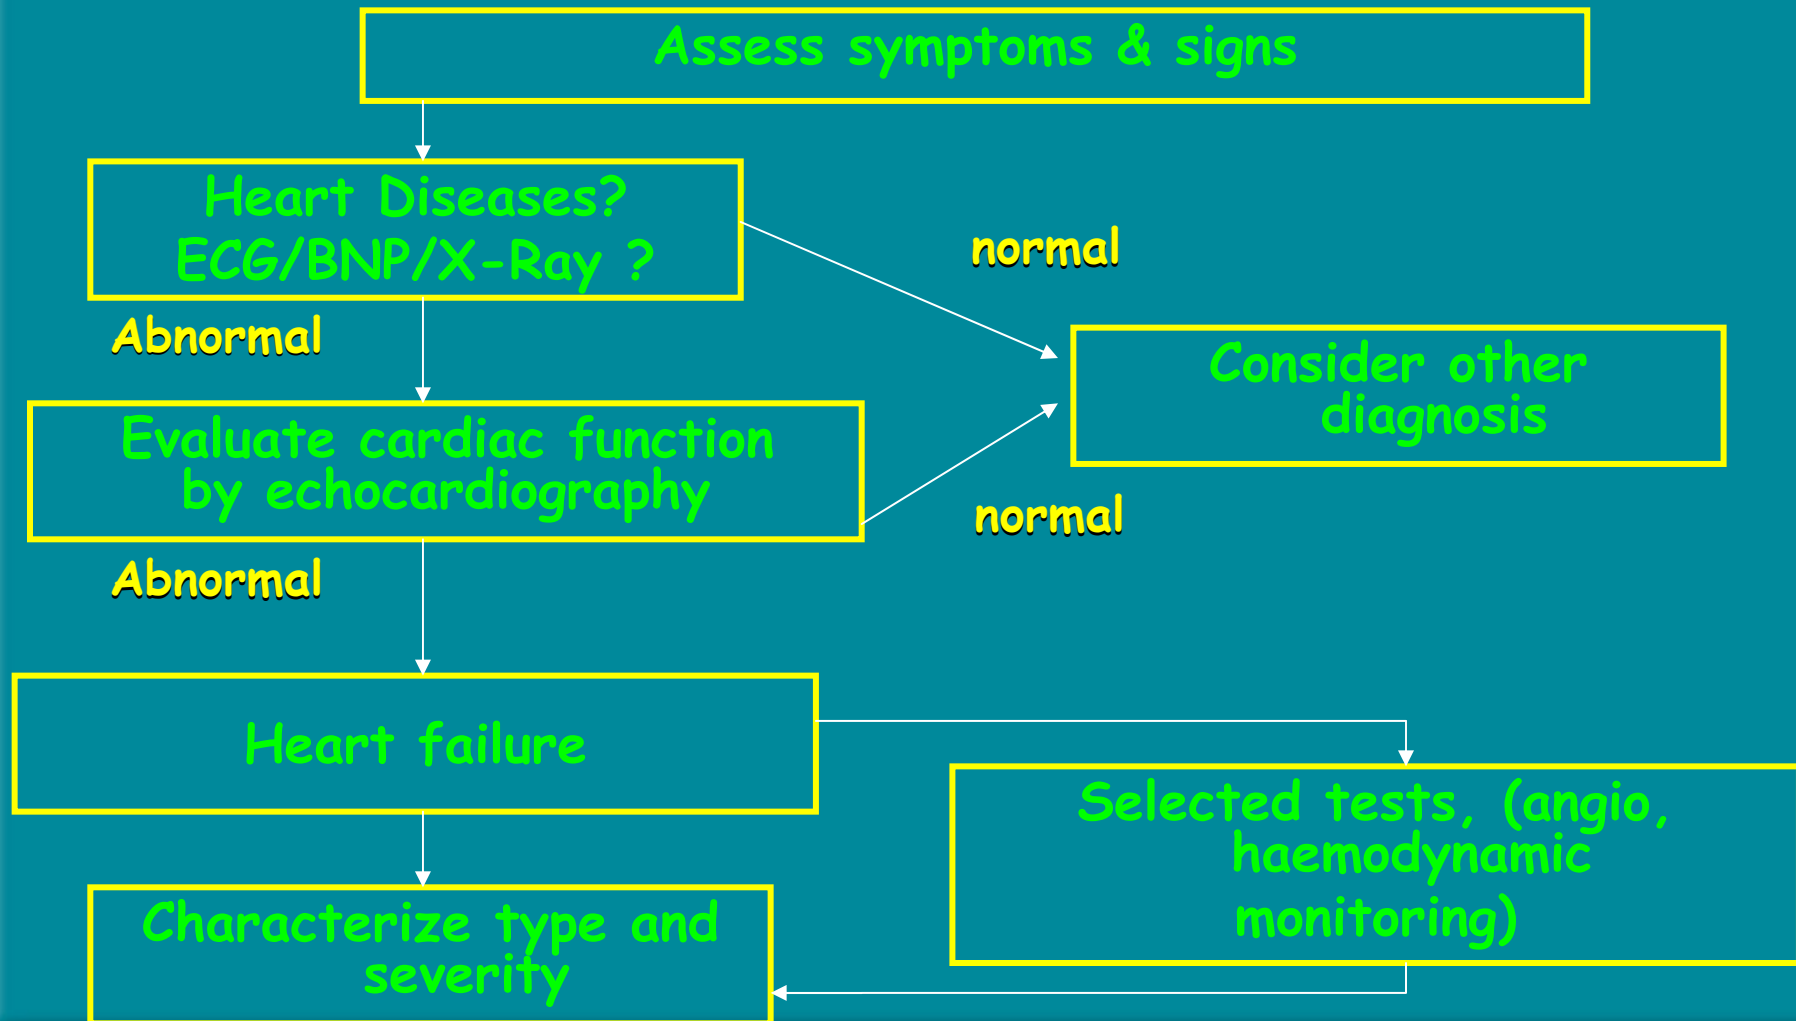 Assess symptoms & signs
Heart Diseases?
ECG/BNP/X-Ray ?
normal
Abnormal
Consider other
diagnosis
Evaluate cardiac function
by echocardiography
normal
Abnormal
Heart failure
Selected tests, (angio,
haemodynamic
monitoring)
Characterize type and
severity